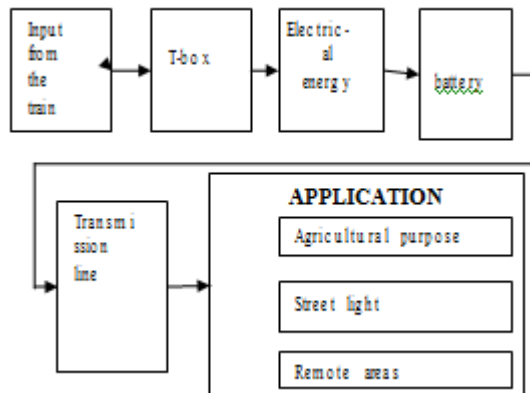 Input
from
the
train
T-box
Electric-
al
energy
battery
Transmi
ssion
line
APPLICATION
Agricultural purpose
Street light
Remote areas